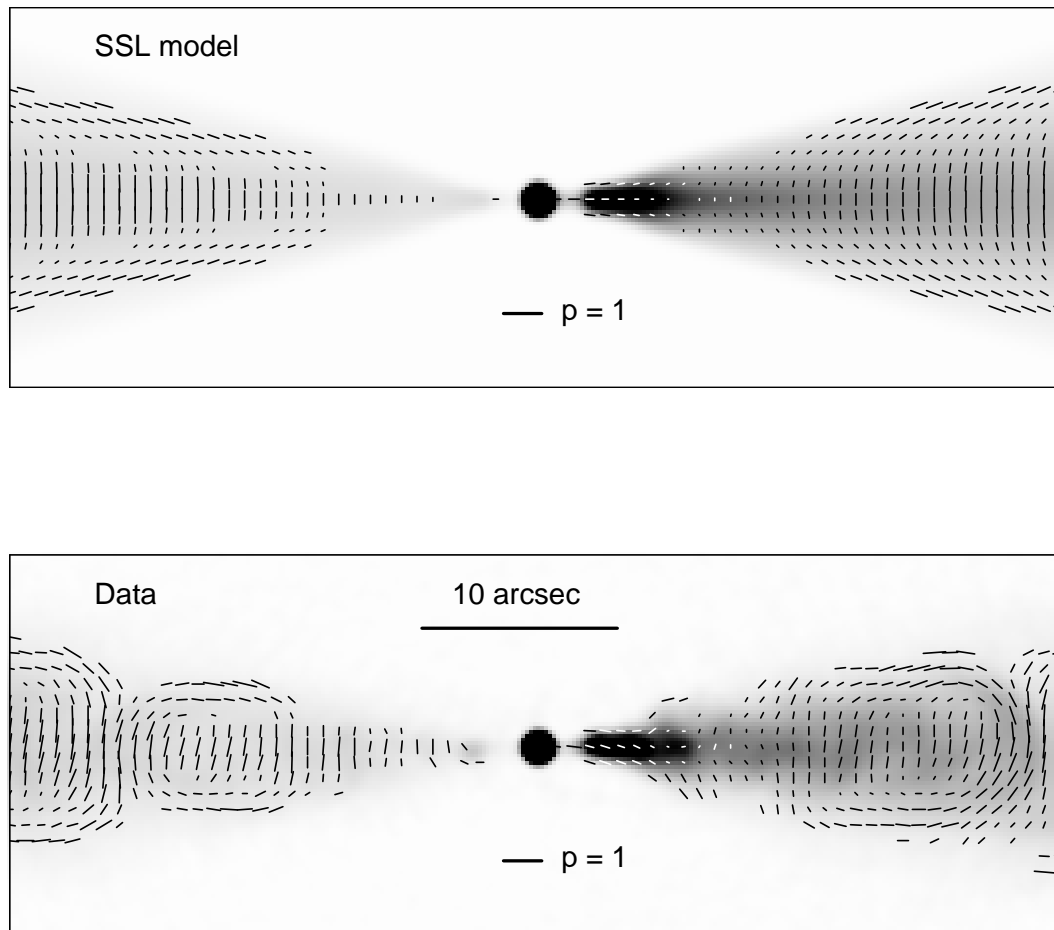 SSL model
p = 1
Data
10 arcsec
p = 1